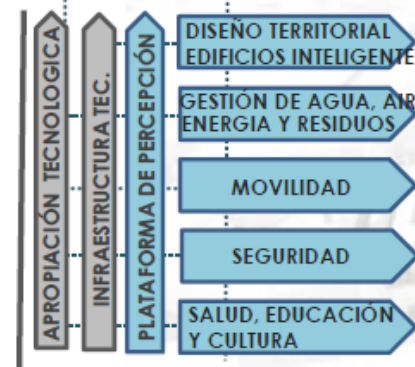 APROPIACIÓN TECNOLOGICA
INFRAESTRUCTURA TEC.
PLATAFORMA DE PERCEPCIÓN
DISEÑO TERRITORIAL
EDIFICIOS INTELIGENTE
GESTIÓN DE AGUA, AIR
ENERGIA Y RESIDUOS
MOVILIDAD
SEGURIDAD
SALUD, EDUCACIÓN
Y CULTURA